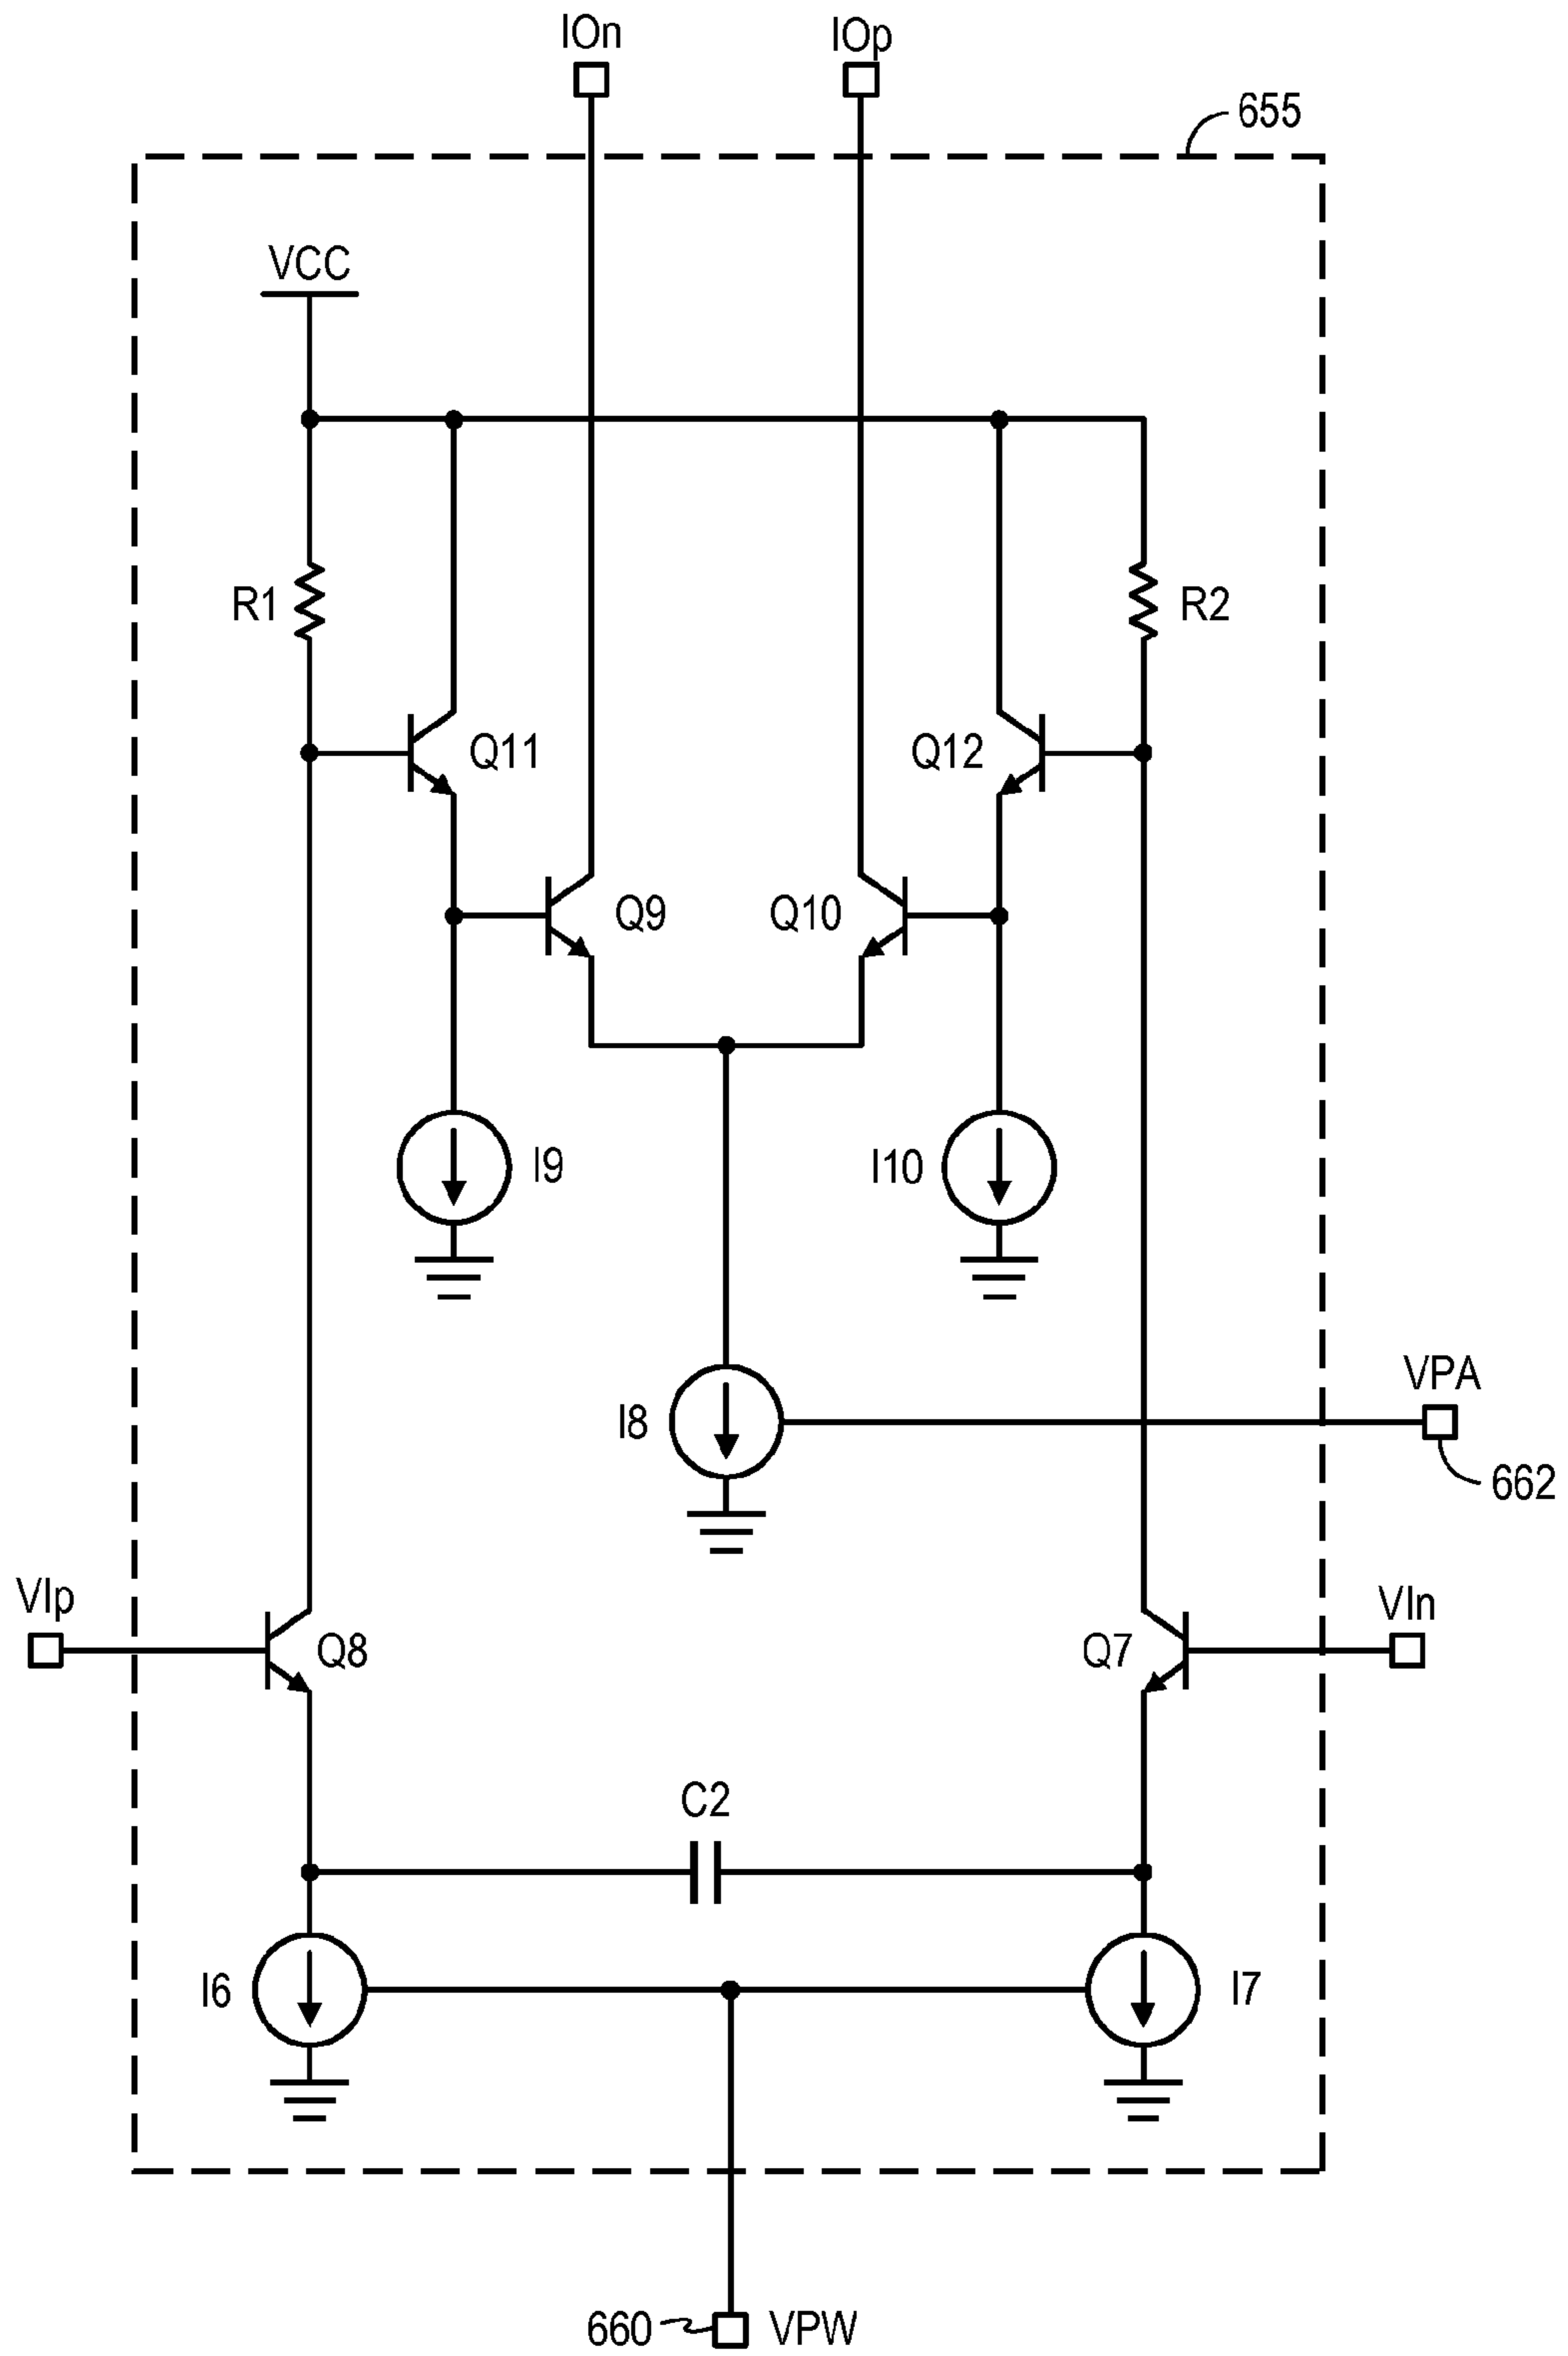 IOn
IOp
655
VCC
R1
R2
Q11
Q12
Q9
Q10
I9
I10
VPA
I8
662
VIp
VIn
Q8
Q7
C2
I6
I7
660
VPW